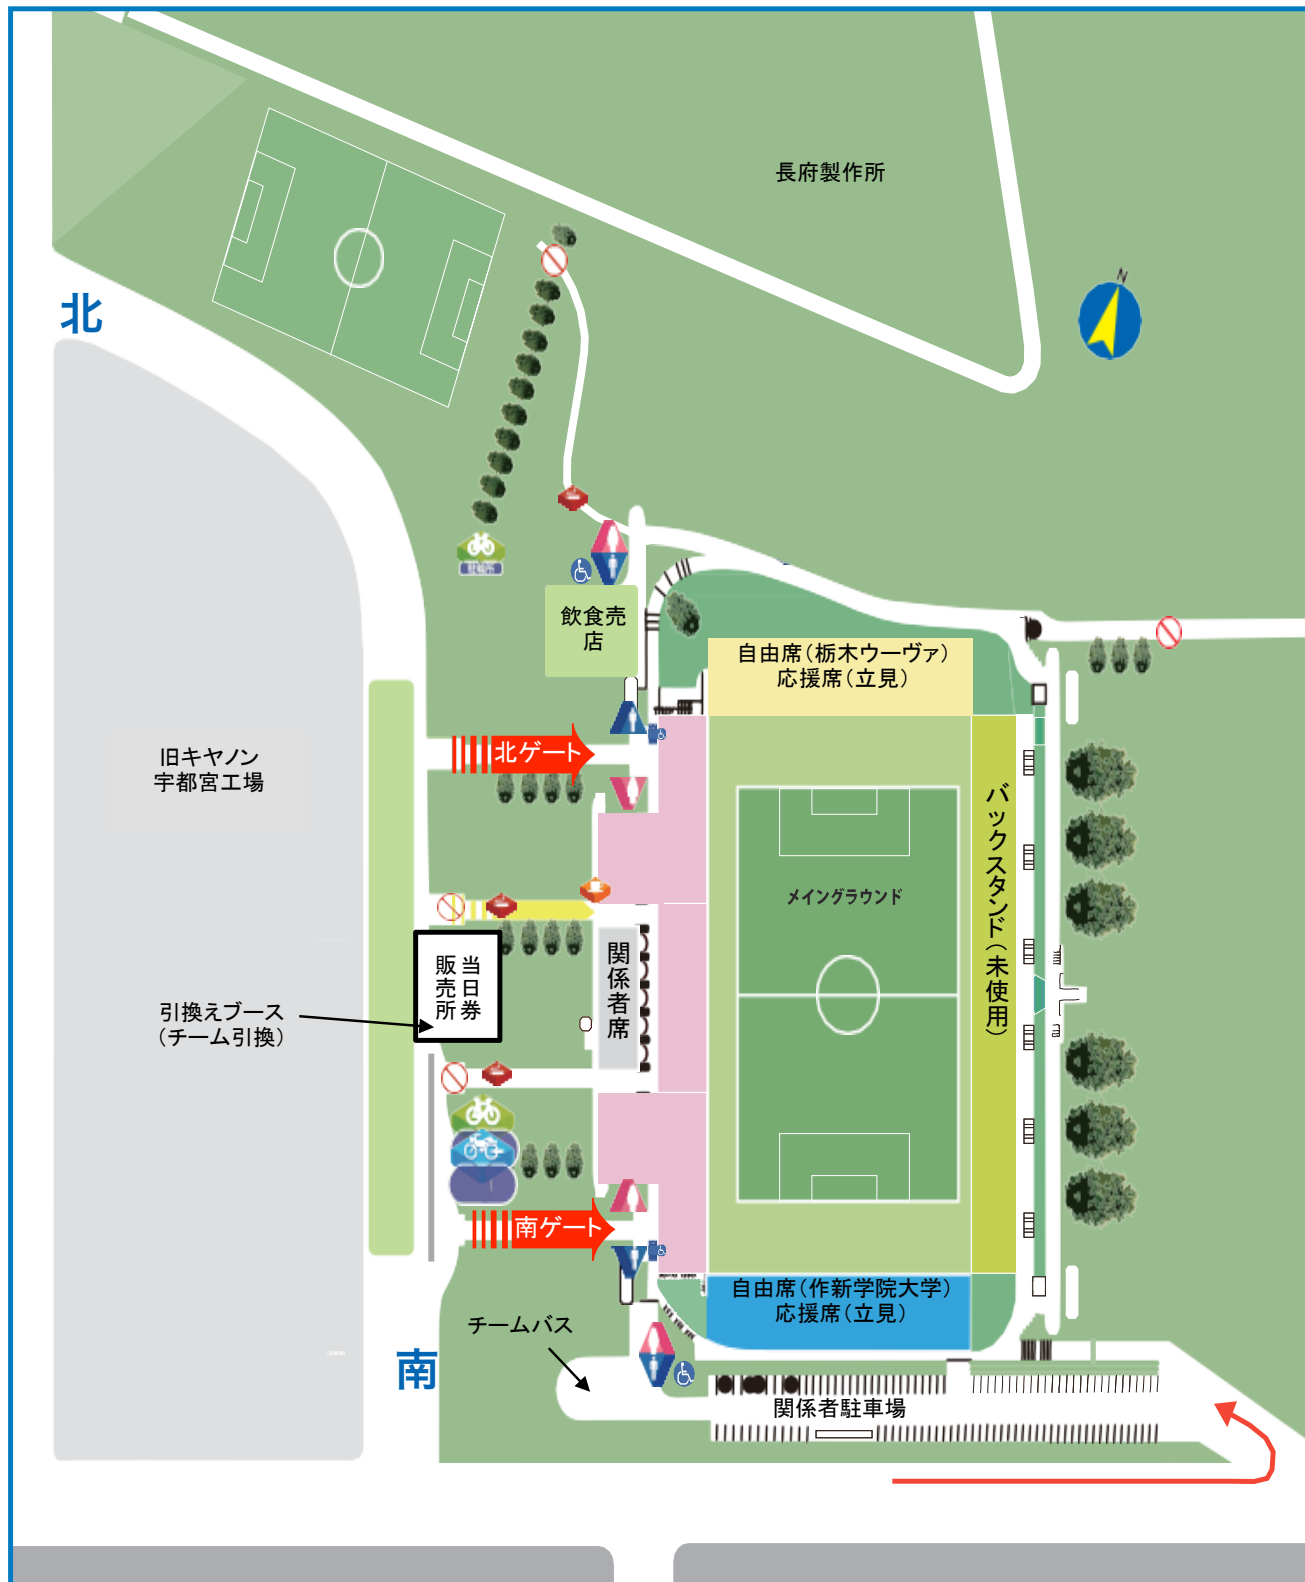 長府製作所
N
北
駐輪所
飲食売
店
自由席(栃木ウーヴァ)
応援席(立見)
北ゲート
旧キヤノン
宇都宮工場
バックスタンド(未使用)
メイングラウンド
関係者席
当日券
販売所
引換えブース
(チーム引換)
南ゲート
自由席(作新学院大学)
応援席(立見)
チームバス
南
関係者駐車場